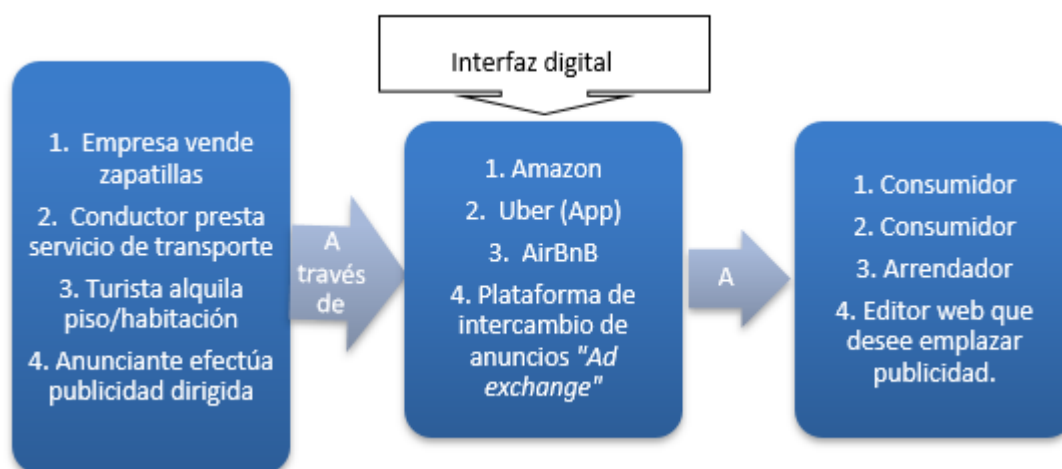 Interfaz digital
1. Empresa vende
zapatillas
2. Conductor presta
servicio de transporte
3. Turista alquila
piso/habitación
4. Anunciante efectúa
publicidad dirigida
A
través
de
1. Amazon
2. Uber (App)
3. AirBnB
4. Plataforma de
intercambio de
anuncios "Ad
exchange"
A
1. Consumidor
2. Consumidor
3. Arrendador
4. Editor web que
desee emplazar
publicidad.